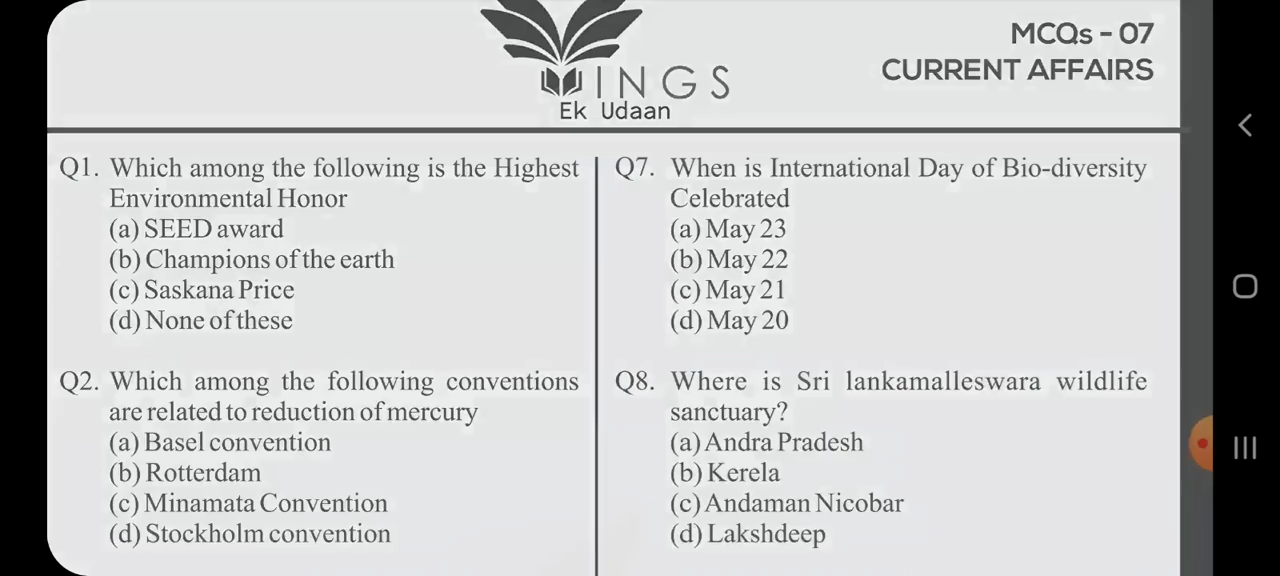 WINGS
Ek Udaan
MCQs - 07
CURRENT AFFAIRS
Q1. Which among the following is the Highest
Environmental Honor
(a) SEED award
(b) Champions of the earth
(c) Saskana Price
(d) None of these
Q2. Which among the following conventions
are related to reduction of mercury
(a) Basel convention
(b) Rotterdam
(c) Minamata Convention
(d) Stockholm convention
Q7. When is International Day of Bio-diversity
Celebrated
(a) May 23
(b) May 22
(c) May 21
(d) May 20
Q8. Where is Sri lankamalleswara wildlife
sanctuary?
(a) Andra Pradesh
(b) Kerela
(c) Andaman Nicobar
(d) Lakshdeep